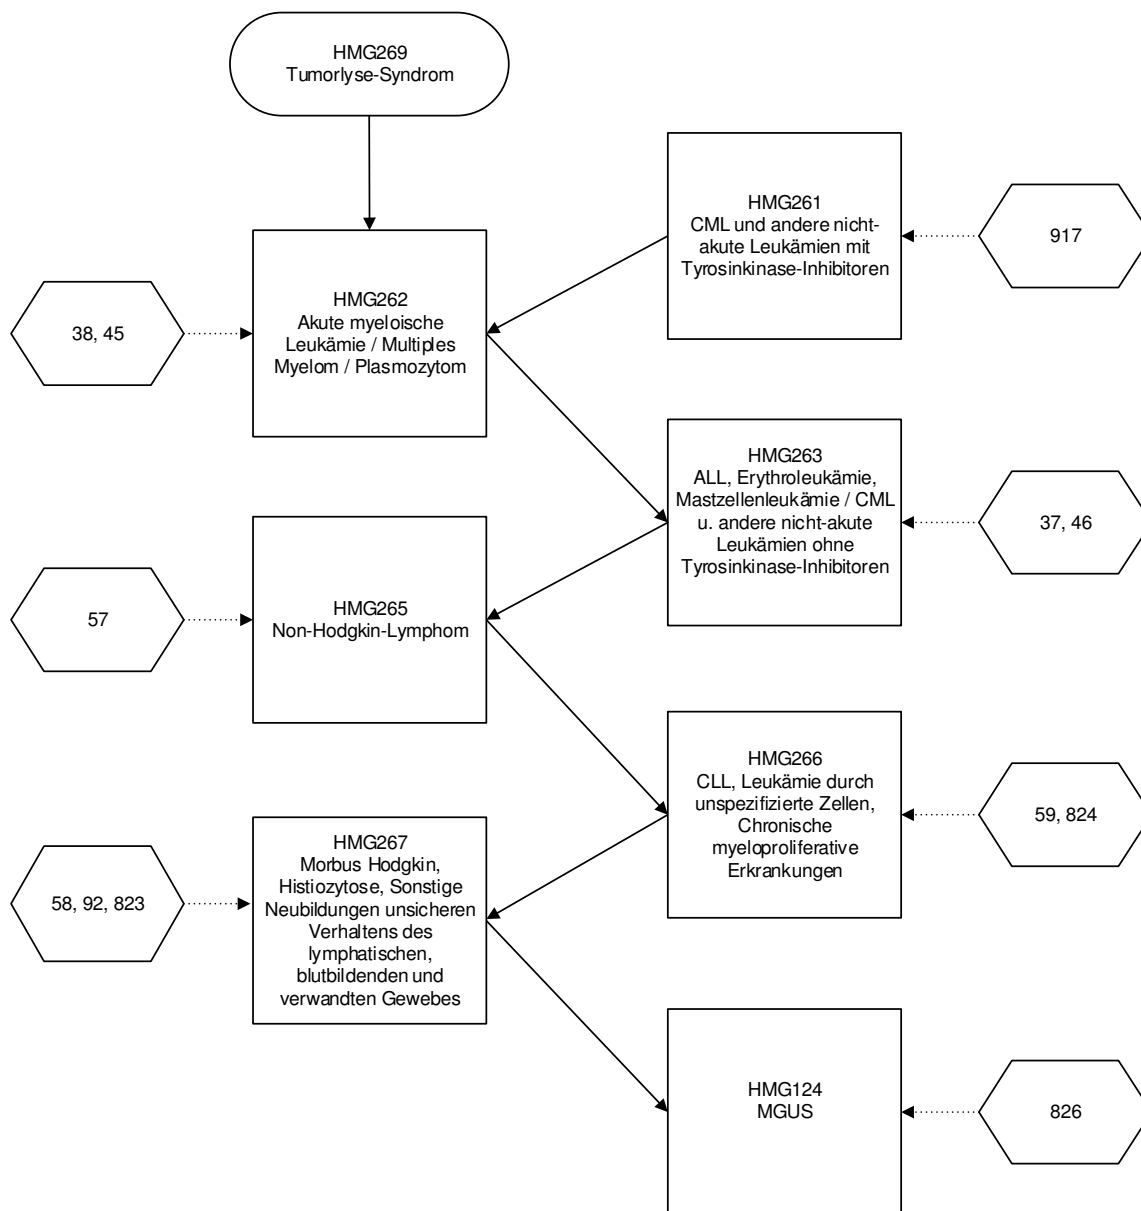 HMG269
Tumorlyse-Syndrom
HMG261
CML und andere nicht-
akute Leukämien mit
Tyrosinkinase-Inhibitoren
917
38, 45
HMG262
Akute myeloische
Leukämie / Multiples
Myelom / Plasmozytom
HMG263
ALL, Erythroleukämie,
Mastzellenleukämie / CML
u. andere nicht-akute
Leukämien ohne
Tyrosinkinase-Inhibitoren
37, 46
57
HMG265
Non-Hodgkin-Lymphom
HMG266
CLL, Leukämie durch
unspezifizierte Zellen,
Chronische
myeloproliferative
Erkrankungen
59, 824
58, 92, 823
HMG267
Morbus Hodgkin,
Histiozytose, Sonstige
Neubildungen unsicheren
Verhaltens des
lymphatischen,
blutbildenden und
verwandten Gewebes
HMG124
MGUS
826